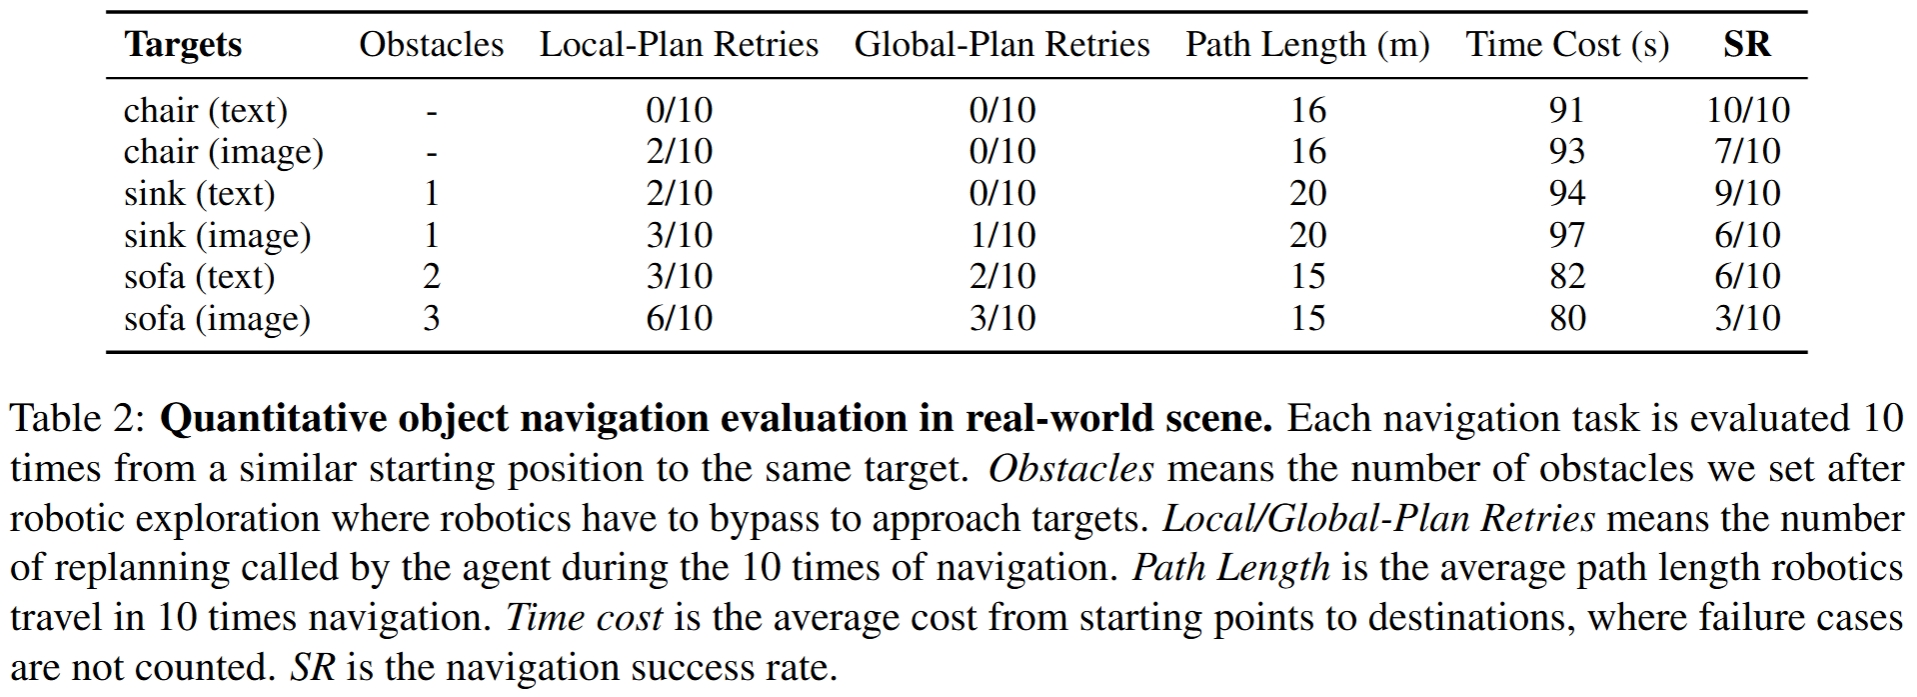 Targets Obstacles Local-Plan Retries Global-Plan Retries Path Length (m) Time Cost (s) SR
chair (text) - 0/10 0/10 16 91 10/10
chair (image) - 2/10 0/10 16 93 7/10
sink (text) 1 2/10 0/10 20 94 9/10
sink (image) 1 3/10 1/10 20 97 6/10
sofa (text) 2 3/10 2/10 15 82 6/10
sofa (image) 3 6/10 3/10 15 80 3/10
Table 2: Quantitative object navigation evaluation in real-world scene. Each navigation task is evaluated 10
times from a similar starting position to the same target. Obstacles means the number of obstacles we set after
robotic exploration where robotics have to bypass to approach targets. Local/Global-Plan Retries means the number
of replanning called by the agent during the 10 times of navigation. Path Length is the average path length robotics
travel in 10 times navigation. Time cost is the average cost from starting points to destinations, where failure cases
are not counted. SR is the navigation success rate.